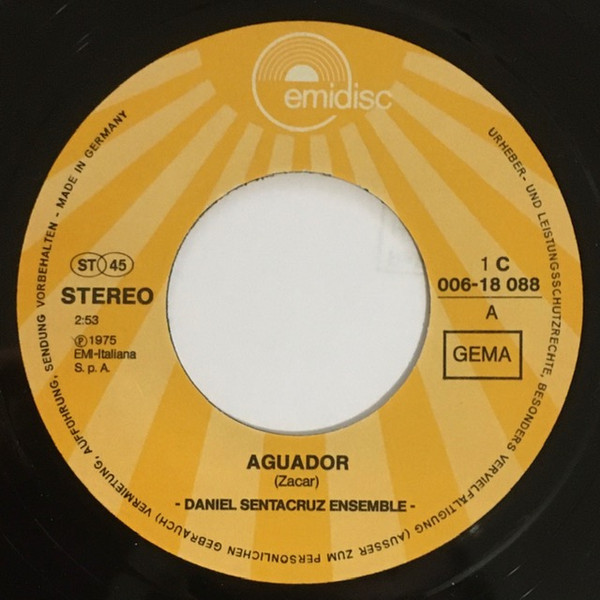 emidisc
URHEBER- UND LEISTUNGSSCHUTZRECHTE, BESONDERS VERVIELFÄLTIGUNG (AUSSER ZUM PERSÖNLICHEN GEBRAUCH) VERMIETUNG, AUFFÜHRUNG, SENDUNG VORBEHALTEN - MADE IN GERMANY
ST 45
STEREO
2:53
Ⓟ 1975
EMI-Italiana
S. p. A.
1 C
006-18 088
A
GEMA
AGUADOR
(Zacar)
- DANIEL SENTACRUZ ENSEMBLE -